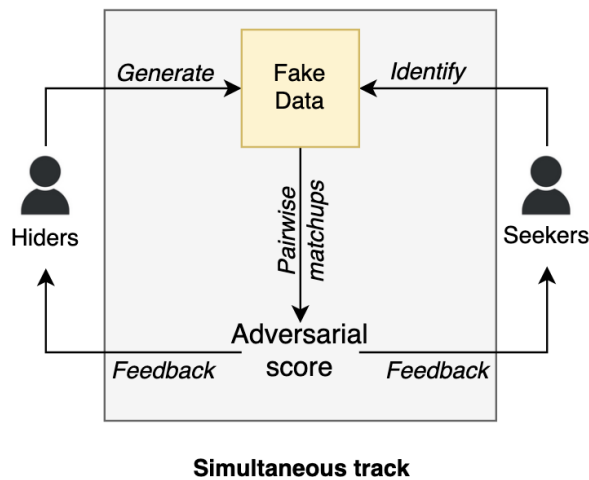 Generate
Fake
Data
Identify
Hiders
Pairwise
matchups
Seekers
Adversarial
score
Feedback
Feedback
Simultaneous track